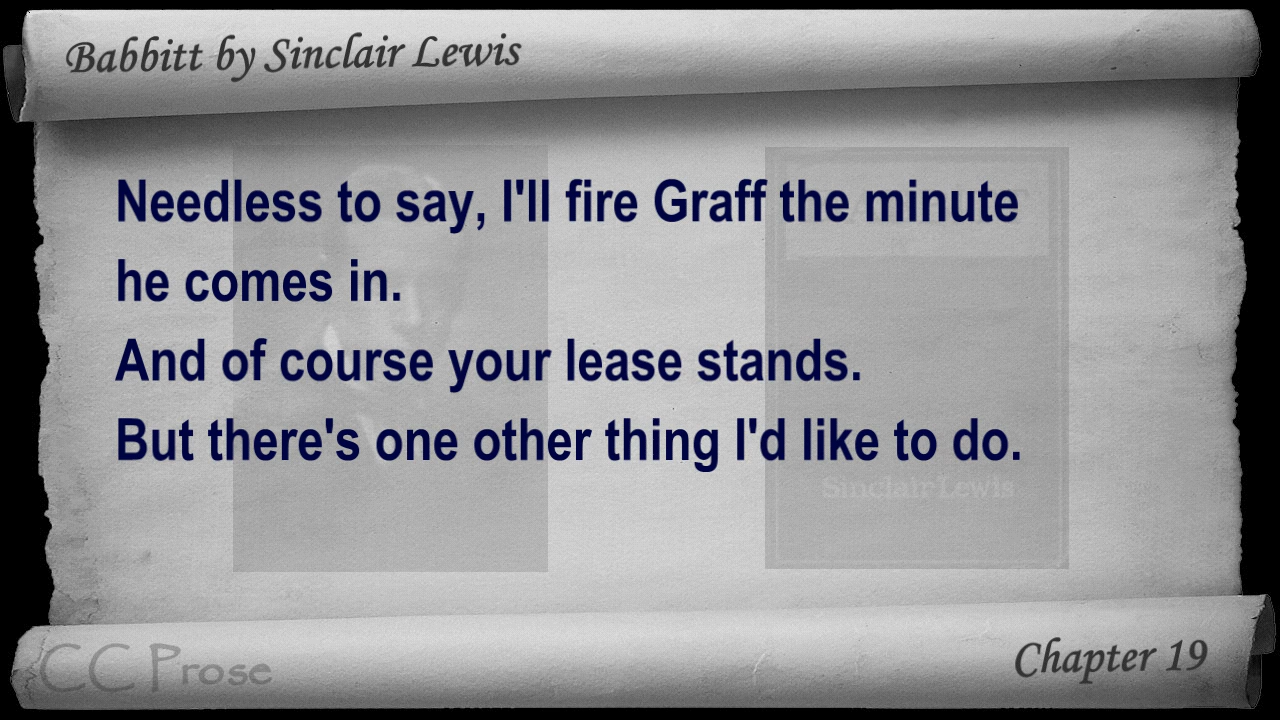 Babbitt by Sinclair Lewis
Needless to say, I'll fire Graff the minute
he comes in.
And of course your lease stands.
But there's one other thing I'd like to do.
Sinclair Lewis
CC Prose
Chapter 19